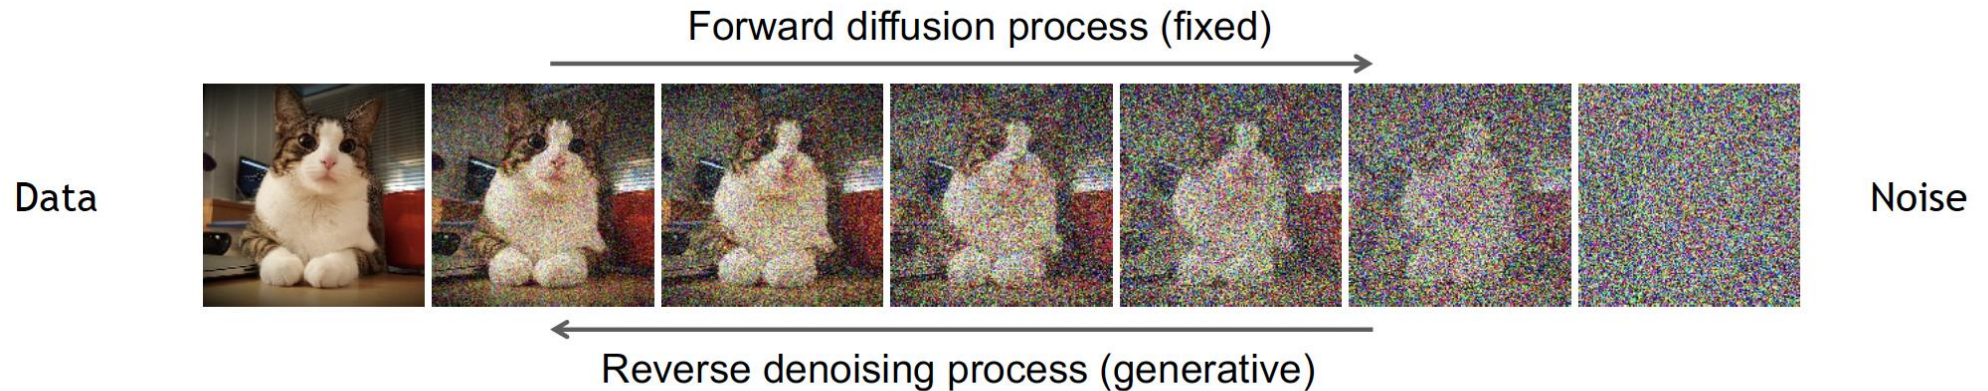 Forward diffusion process (fixed)
Data
Noise
Reverse denoising process (generative)